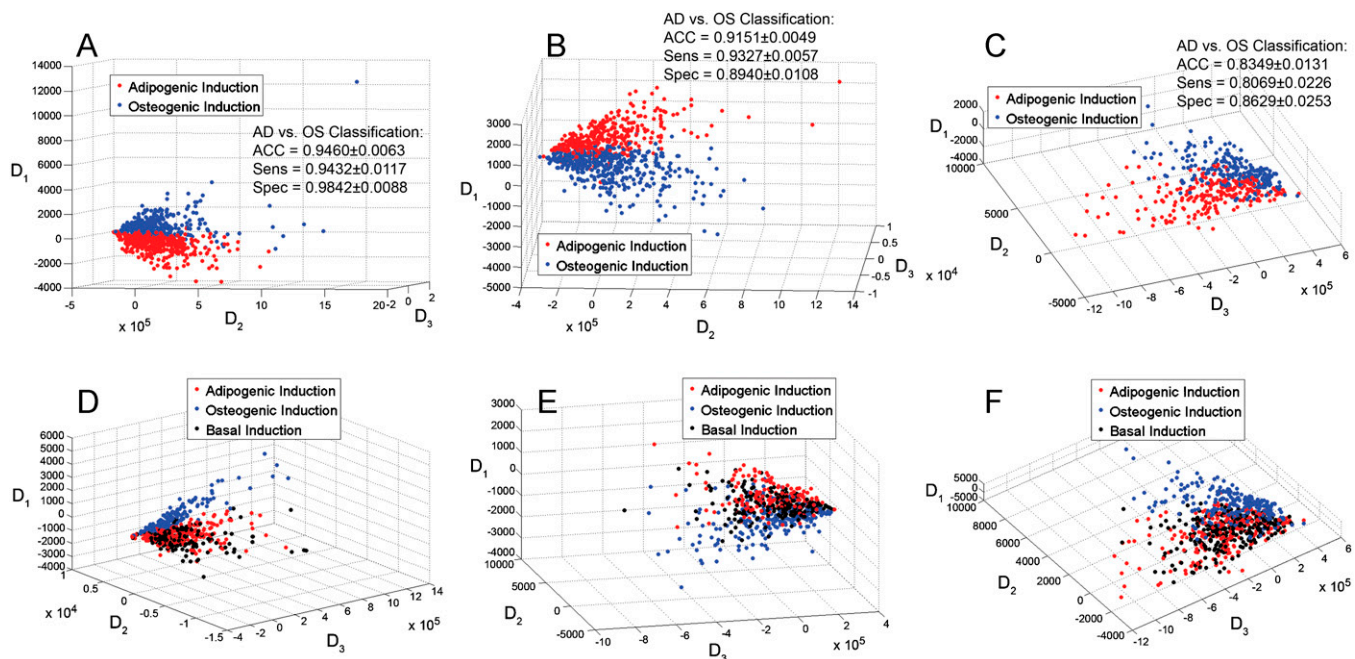 A
14000
12000
10000
8000
6000
4000
2000
0
-2000
-4000
D1
Adipogenic Induction
Osteogenic Induction
AD vs. OS Classification:
ACC = 0.9460±0.0063
Sens = 0.9432±0.0117
Spec = 0.9842±0.0088
-5 0 5 10 15 20 -2 0 2
x 10^5
D2
D3
B
AD vs. OS Classification:
ACC = 0.9151±0.0049
Sens = 0.9327±0.0057
Spec = 0.8940±0.0108
3000
2000
1000
0
-1000
-2000
-3000
-4000
5000
D1
Adipogenic Induction
Osteogenic Induction
1
0.5
0
-0.5
-1
D3 x 10^4
-4 -2 0 2 4 6 8 10 12 14
x 10^5
D2
C
AD vs. OS Classification:
ACC = 0.8349±0.0131
Sens = 0.8069±0.0226
Spec = 0.8629±0.0253
2000
0
-2000
-4000
D1
Adipogenic Induction
Osteogenic Induction
10000
5000
0
-5000
D2
-12 -10 -8 -6 -4 -2 0 2 4 6
x 10^5
D3
D
Adipogenic Induction
Osteogenic Induction
Basal Induction
6000
5000
4000
3000
2000
1000
0
-1000
-2000
-3000
-4000
D1
1
0.5
0
-0.5
-1
-1.5
x 10^4
D2
-4 -2 0 2 4 6 8 10 12 14
x 10^5
D3
E
Adipogenic Induction
Osteogenic Induction
Basal Induction
3000
2000
1000
0
-1000
-2000
-3000
-4000
D1
10000
5000
0
-5000
D2
-10 -8 -6 -4 -2 0 2 4
x 10^5
D3
F
Adipogenic Induction
Osteogenic Induction
Basal Induction
5000
0
-5000
D1
10000
8000
6000
4000
2000
0
-2000
-4000
D2
-12 -10 -8 -6 -4 -2 0 2 4 6
x 10^5
D3